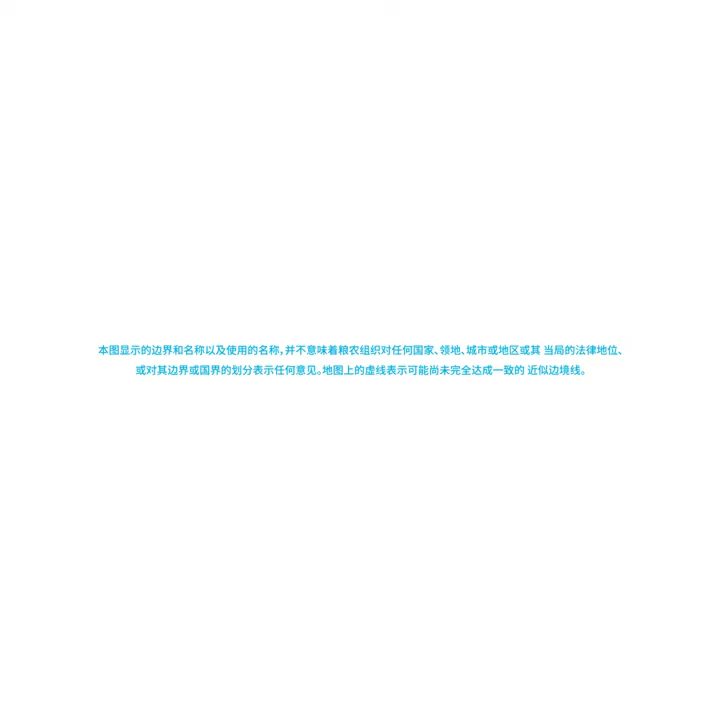 本图显示的边界和名称以及使用的名称，并不意味着粮农组织对任何国家、领地、城市或地区或其 当局的法律地位、
或对其边界或国界的划分表示任何意见。地图上的虚线表示可能尚未完全达成一致的 近似边境线。